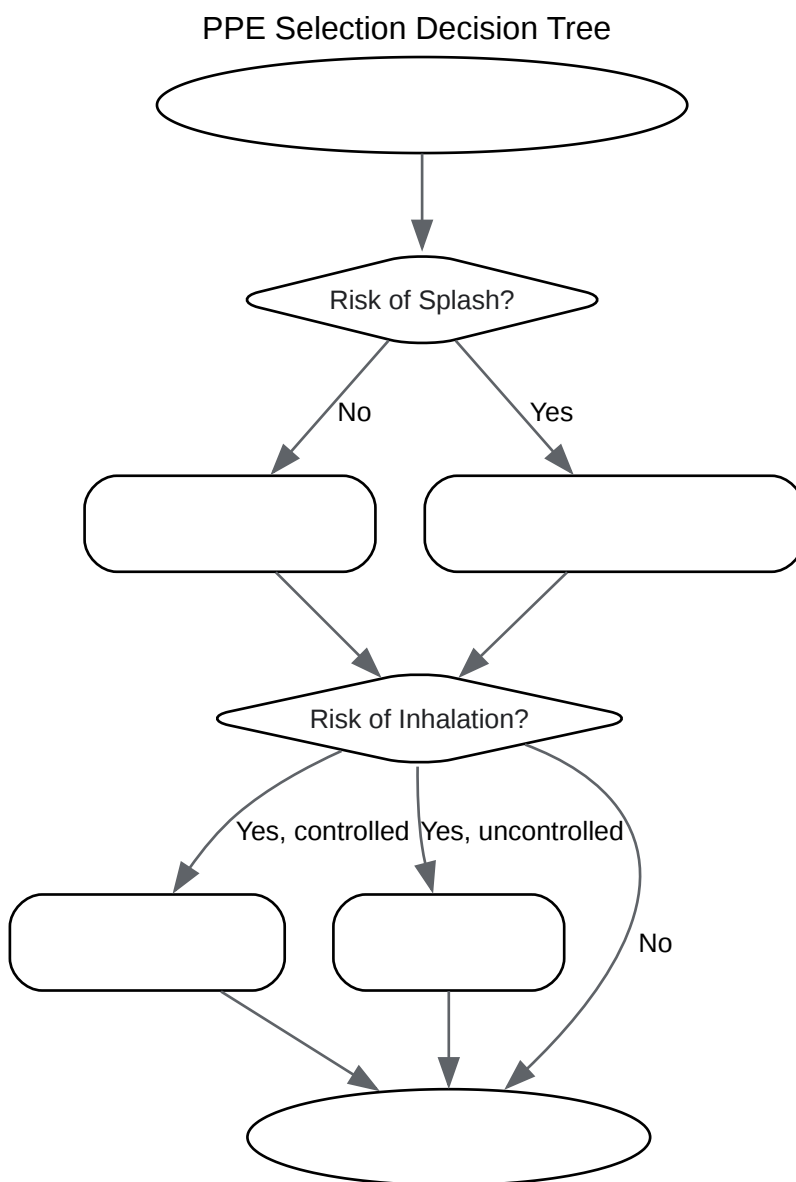 PPE Selection Decision Tree
Risk of Splash?
No
Yes
Risk of Inhalation?
Yes, controlled
Yes, uncontrolled
No